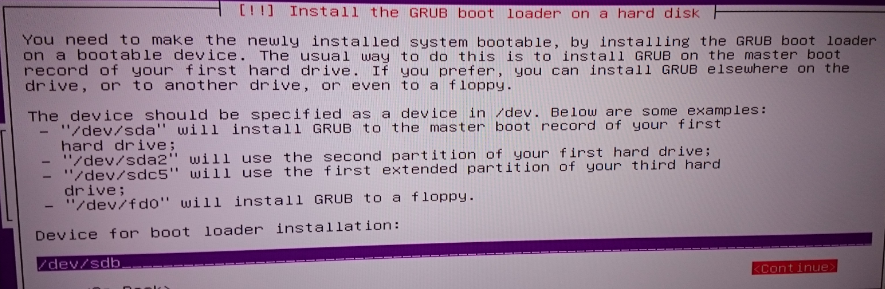 [!!] Install the GRUB boot loader on a hard disk
You need to make the newly installed system bootable, by installing the GRUB boot loader
on a bootable device. The usual way to do this is to install GRUB on the master boot
record of your first hard drive. If you prefer, you can install GRUB elsewhere on the
drive, or to another drive, or even to a floppy.
The device should be specified as a device in /dev. Below are some examples:
– "/dev/sda" will install GRUB to the master boot record of your first
hard drive;
– "/dev/sda2" will use the second partition of your first hard drive;
– "/dev/sdc5" will use the first extended partition of your third hard
drive;
– "/dev/fd0" will install GRUB to a floppy.
Device for boot loader installation:
/dev/sdb
<Continue>